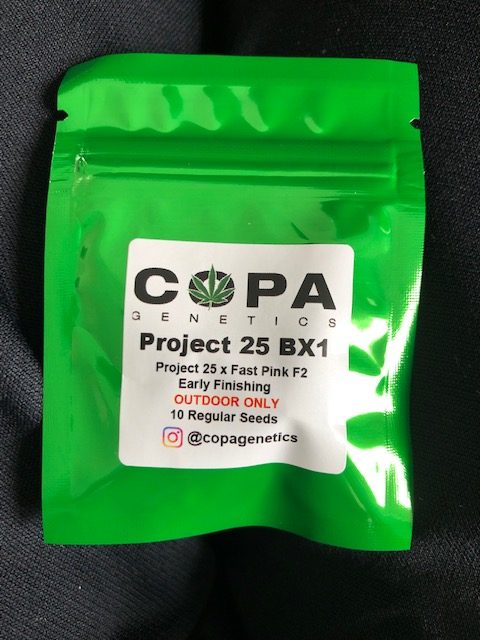 COPA
GENETICS
Project 25 BX1
Project 25 x Fast Pink F2
Early Finishing
OUTDOOR ONLY
10 Regular Seeds
@copagenetics